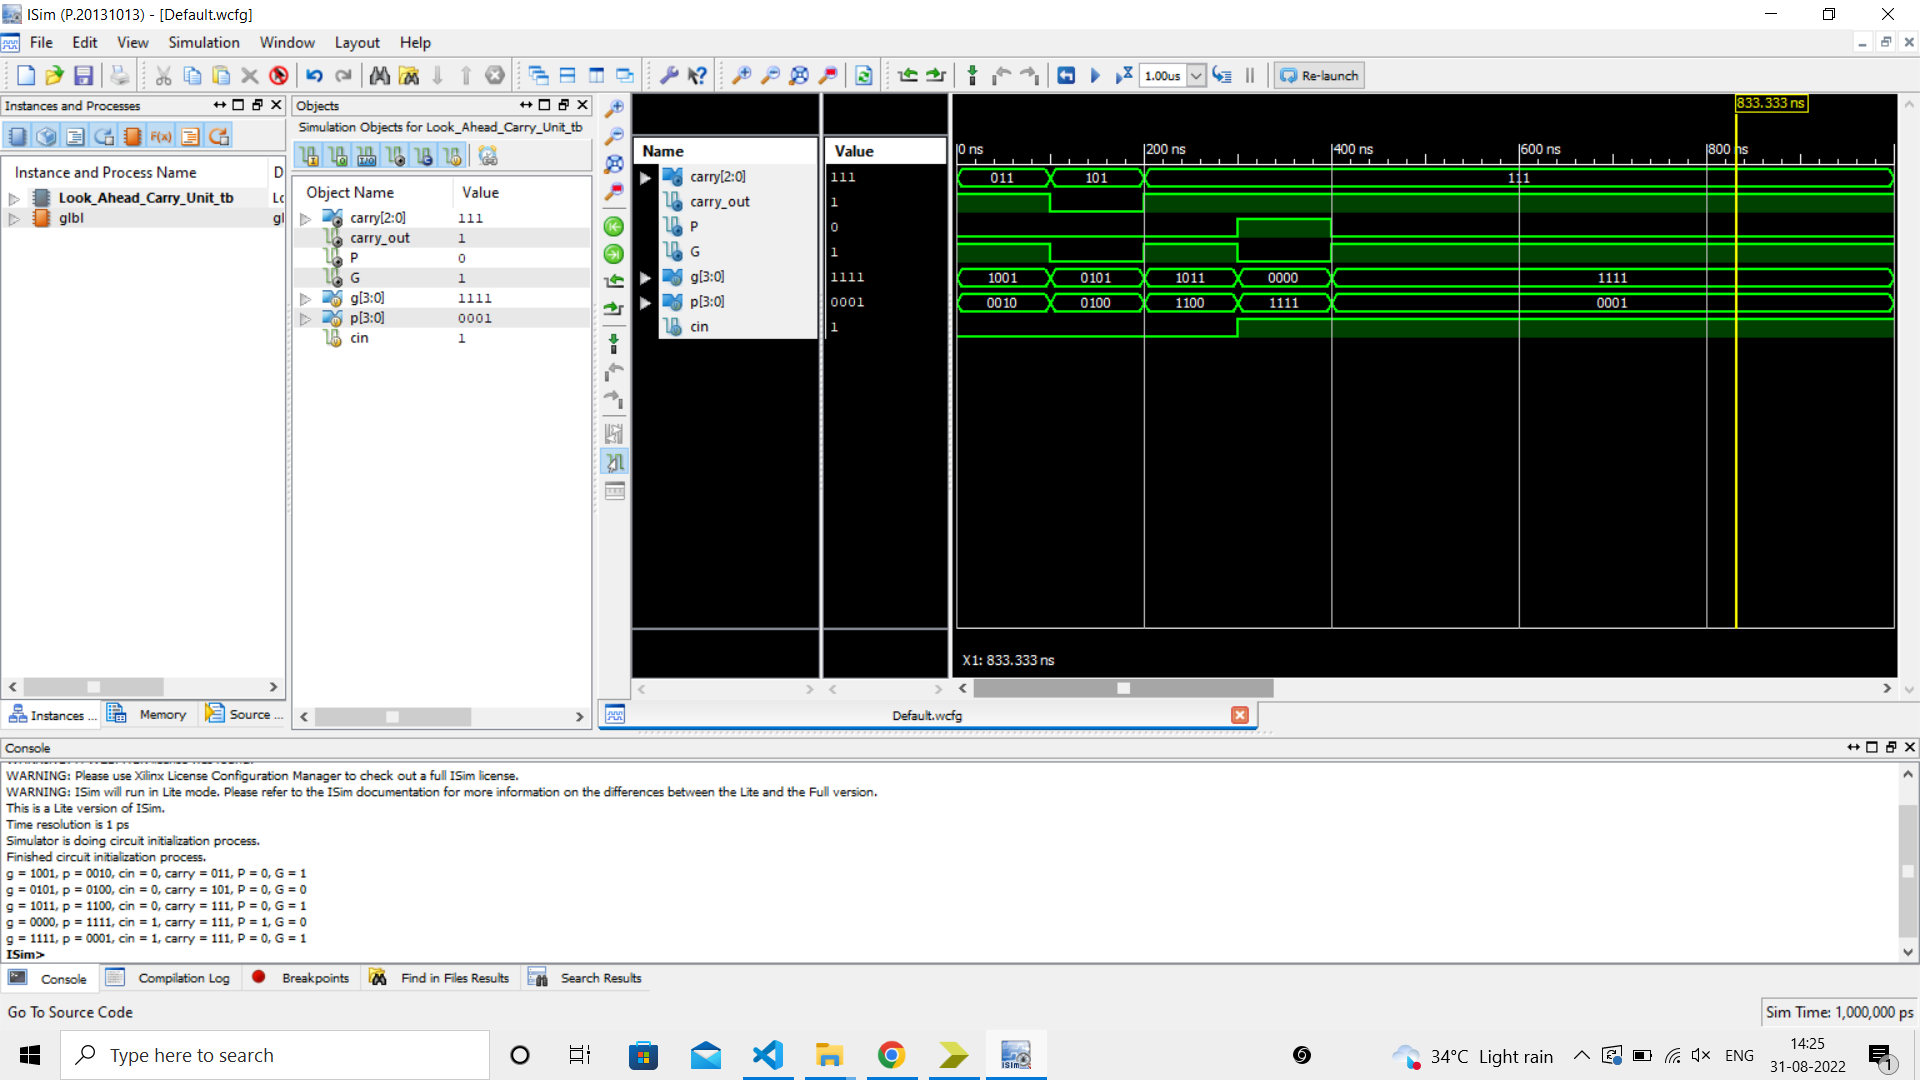 ISim (P.20131013) - [Default.wcfg]
File Edit View Simulation Window Layout Help
1.00us Re-launch
Instances and Processes
Instance and Process Name D
Look_Ahead_Carry_Unit_tb Lo
glbl gl
Instances ... Memory Source ...
Objects
Simulation Objects for Look_Ahead_Carry_Unit_tb
Object Name Value
carry[2:0] 111
carry_out 1
P 0
G 1
g[3:0] 1111
p[3:0] 0001
cin 1
Name Value
carry[2:0] 111
carry_out 1
P 0
G 1
g[3:0] 1111
p[3:0] 0001
cin 1
833.333 ns
0 ns 200 ns 400 ns 600 ns 800 ns
011 101 111
1001 0101 1011 0000 1111
0010 0100 1100 1111 0001
X1: 833.333 ns
Default.wcfg
Console
WARNING: Please use Xilinx License Configuration Manager to check out a full ISim license.
WARNING: ISim will run in Lite mode. Please refer to the ISim documentation for more information on the differences between the Lite and the Full version.
This is a Lite version of ISim.
Time resolution is 1 ps
Simulator is doing circuit initialization process.
Finished circuit initialization process.
g = 1001, p = 0010, cin = 0, carry = 011, P = 0, G = 1
g = 0101, p = 0100, cin = 0, carry = 101, P = 0, G = 0
g = 1011, p = 1100, cin = 0, carry = 111, P = 0, G = 1
g = 0000, p = 1111, cin = 1, carry = 111, P = 1, G = 0
g = 1111, p = 0001, cin = 1, carry = 111, P = 0, G = 1
ISim>
Console Compilation Log Breakpoints Find in Files Results Search Results
Go To Source Code
Sim Time: 1,000,000 ps
Type here to search
34°C Light rain
ENG
14:25
31-08-2022
1